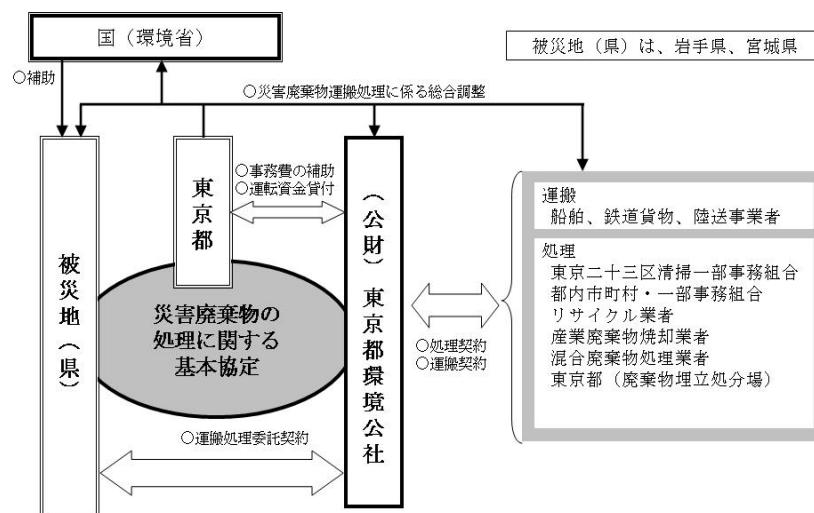 国（環境省）
被災地（県）は、岩手県、宮城県
○補助
○災害廃棄物運搬処理に係る総合調整
東京都
○事務費の補助
○運転資金貸付
（公財）東京都環境公社
被災地（県）
災害廃棄物の
処理に関する
基本協定
○処理契約
○運搬契約
○運搬処理委託契約
運搬
船舶、鉄道貨物、陸送事業者
処理
東京二十三区清掃一部事務組合
都内市町村・一部事務組合
リサイクル業者
産業廃棄物焼却業者
混合廃棄物処理業者
東京都（廃棄物埋立処分場）